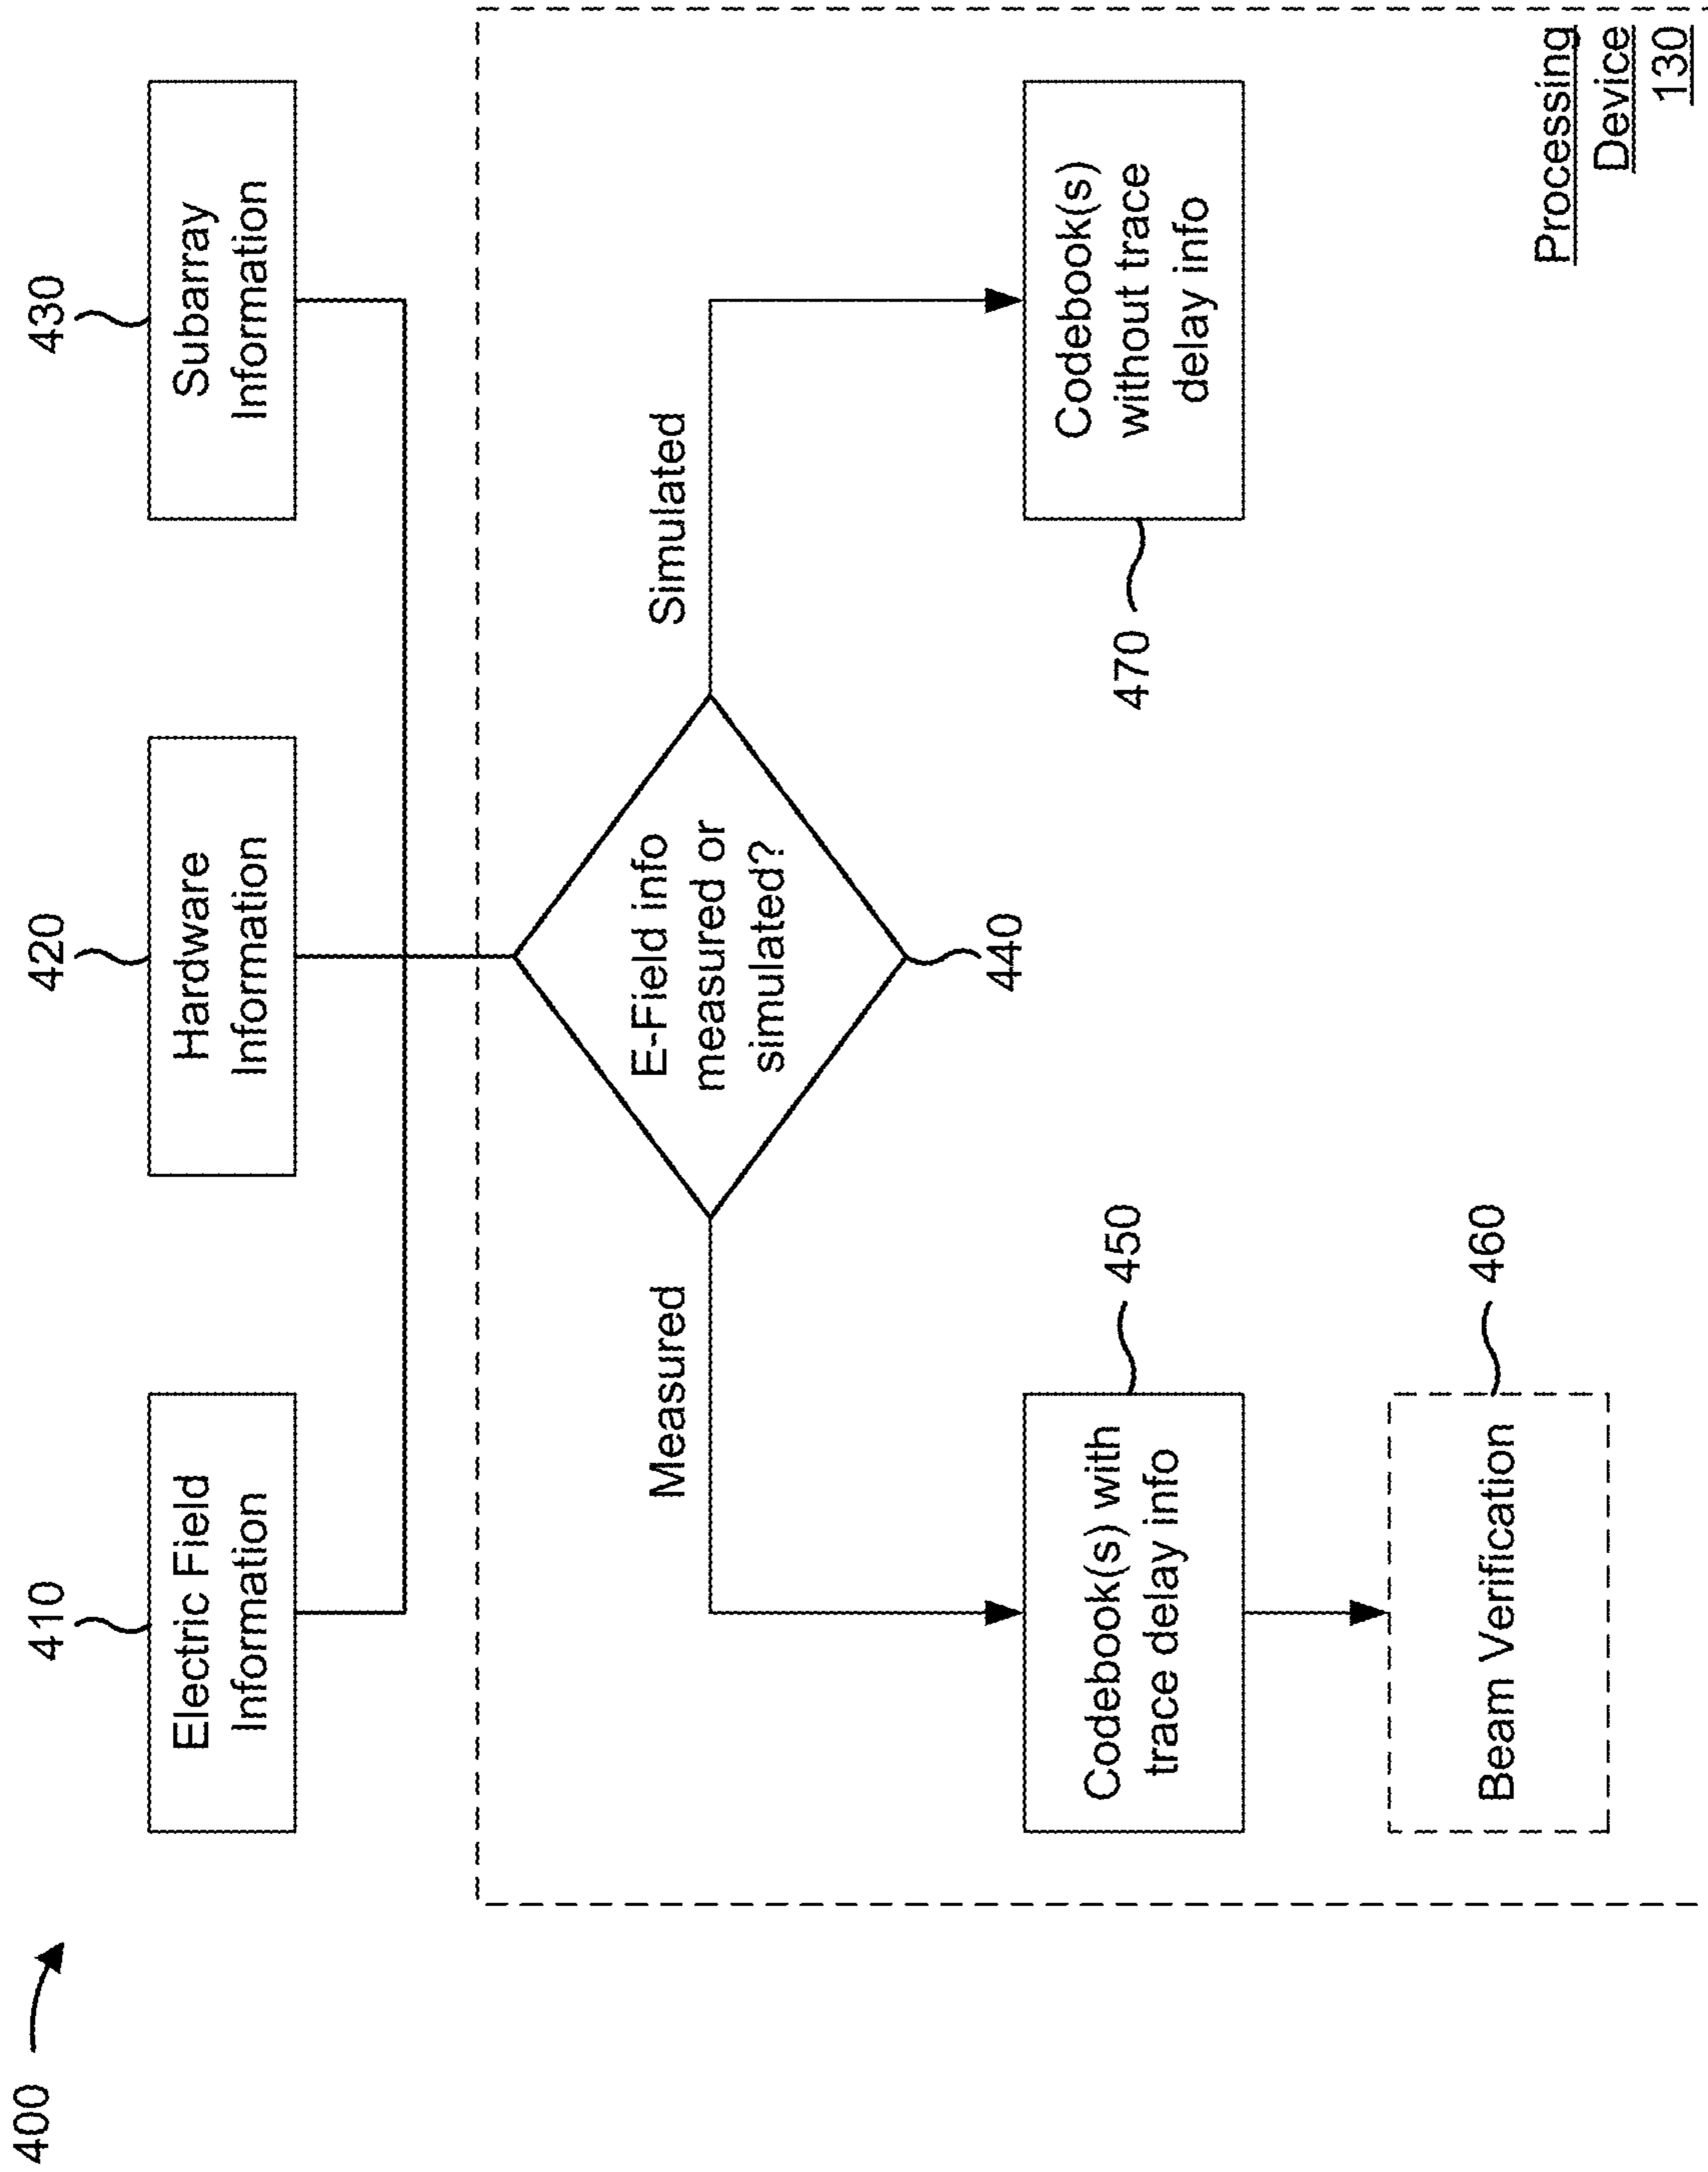 400
410
420
430
Electric Field
Information
Hardware
Information
Subarray
Information
E-Field info
measured or
simulated?
440
Measured
Simulated
Codebook(s) with
trace delay info
450
Codebook(s)
without trace
delay info
470
Beam Verification
460
Processing
Device
130